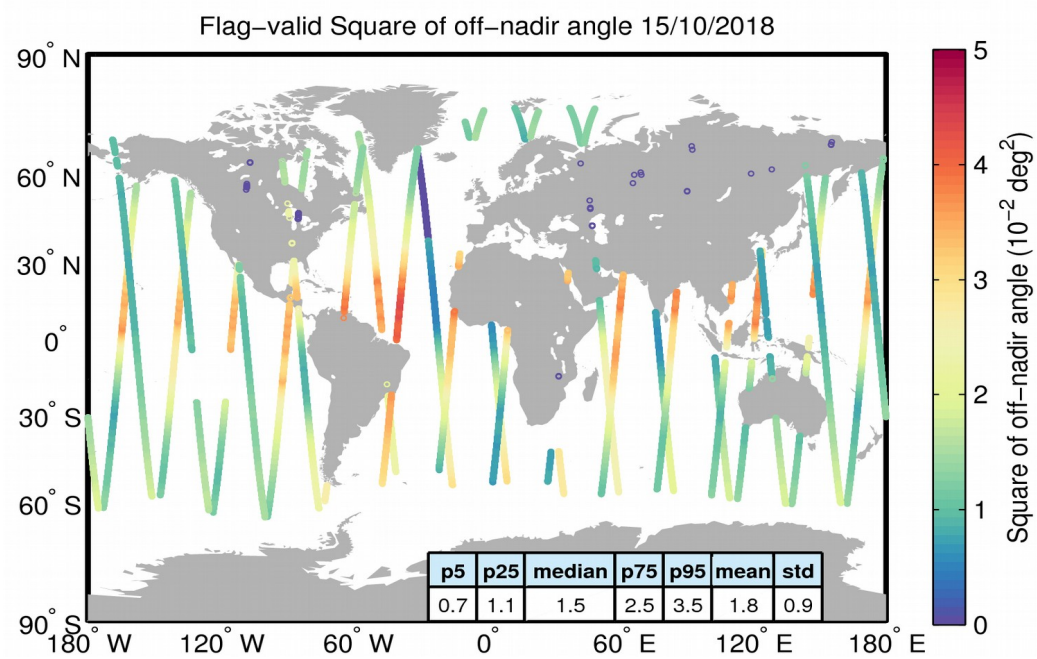 Flag−valid Square of off−nadir angle 15/10/2018
90° N
60° N
30° N
0°
30° S
60° S
90° S
180° W
120° W
60° W
0°
60° E
120° E
180° E
p5 p25 median p75 p95 mean std
0.7 1.1 1.5 2.5 3.5 1.8 0.9
5
4
3
2
1
0
Square of off−nadir angle (10⁻² deg²)